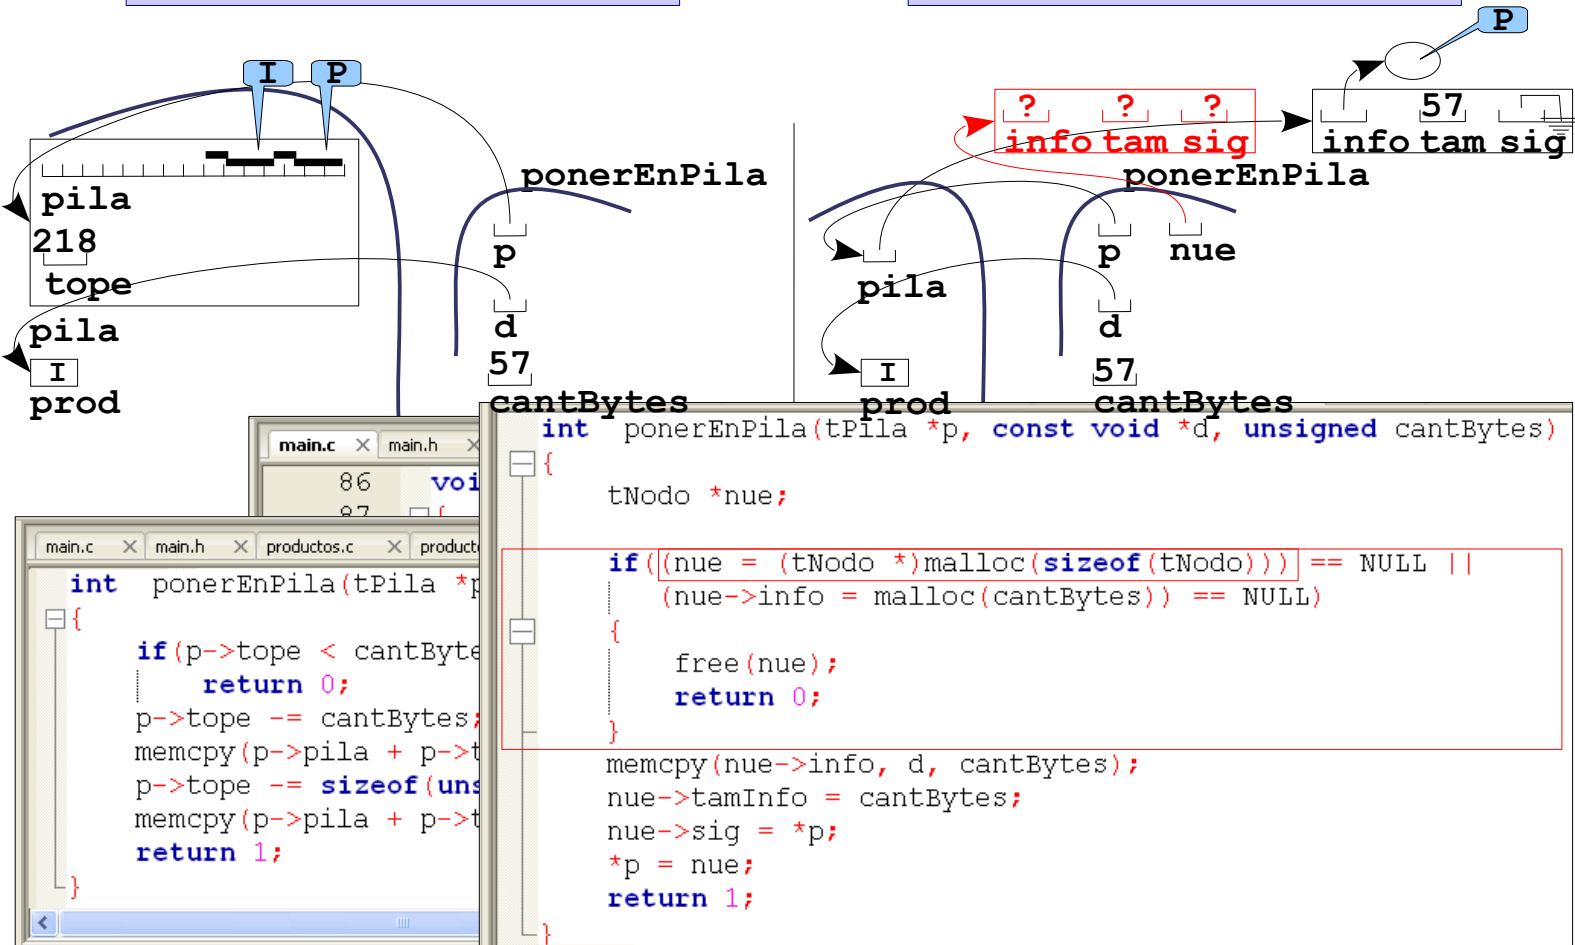 P
I P
? ? ?
info tam sig
57
info tam sig
pila
218
tope
pila
I
prod
ponerEnPila
p
d
57
cantBytes
ponerEnPila
p nue
pila
d
I
prod
57
cantBytes
main.c main.h
86 voi
87 {
main.c main.h productos.c product
int ponerEnPila(tPila *p
{
if(p->tope < cantByte
return 0;
p->tope -= cantBytes;
memcpy(p->pila + p->t
p->tope -= sizeof(uns
memcpy(p->pila + p->t
return 1;
}
int ponerEnPila(tPila *p, const void *d, unsigned cantBytes)
{
tNodo *nue;
if((nue = (tNodo *)malloc(sizeof(tNodo))) == NULL ||
(nue->info = malloc(cantBytes)) == NULL)
{
free(nue);
return 0;
}
memcpy(nue->info, d, cantBytes);
nue->tamInfo = cantBytes;
nue->sig = *p;
*p = nue;
return 1;
}